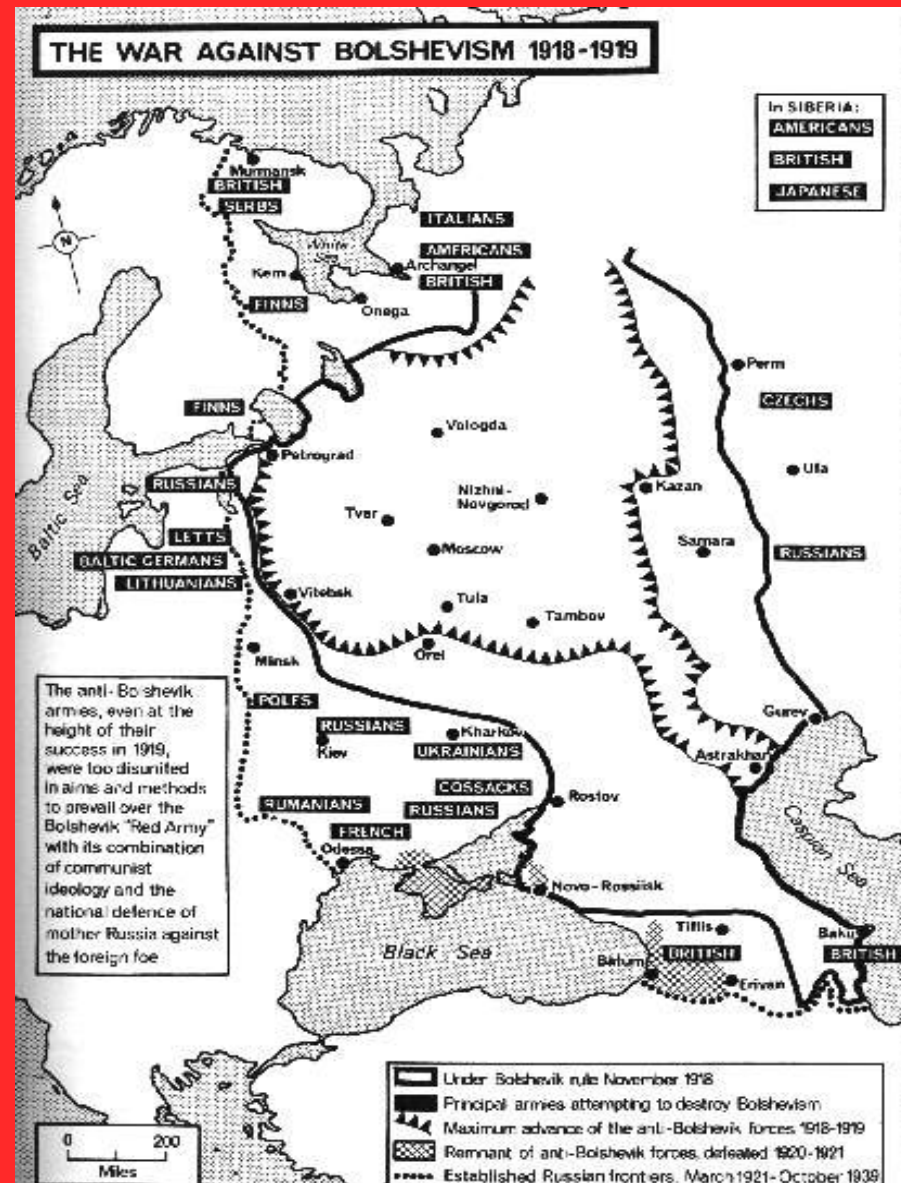 THE WAR AGAINST BOLSHEVISM 1918-1919
In SIBERIA:
AMERICANS
BRITISH
JAPANESE
Murmansk
BRITISH
SERBS
ITALIANS
White
Sea
AMERICANS
Archangel
Kem
BRITISH
Onega
FINNS
N
Perm
CZECHS
FINNS
Vologda
Petrograd
Ufa
RUSSIANS
Nizhni-
Novgorod
Kazan
Baltic Sea
Tver
LETTS
Moscow
Samara
RUSSIANS
BALTIC GERMANS
LITHUANIANS
Vitebsk
Tula
Tambov
Minsk
Orel
The anti-Bolshevik
armies, even at the
height of their
success in 1919,
were too disunited
in aims and methods
to prevail over the
Bolshevik "Red Army"
with its combination
of communist
ideology and the
national defence of
mother Russia against
the foreign foe
POLES
RUSSIANS
Kiev
Kharkov
UKRAINIANS
Gurev
Astrakhan
COSSACKS
RUMANIANS
RUSSIANS
Rostov
FRENCH
Odessa
Caspian Sea
Novo-Rossiisk
Black Sea
Tiflis
Baku
BRITISH
BRITISH
Batum
Erivan
Under Bolshevik rule November 1918
Principal armies attempting to destroy Bolshevism
Maximum advance of the anti-Bolshevik forces 1918-1919
Remnant of anti-Bolshevik forces, defeated 1920-1921
Established Russian frontiers, March 1921-October 1939
0 200
Miles